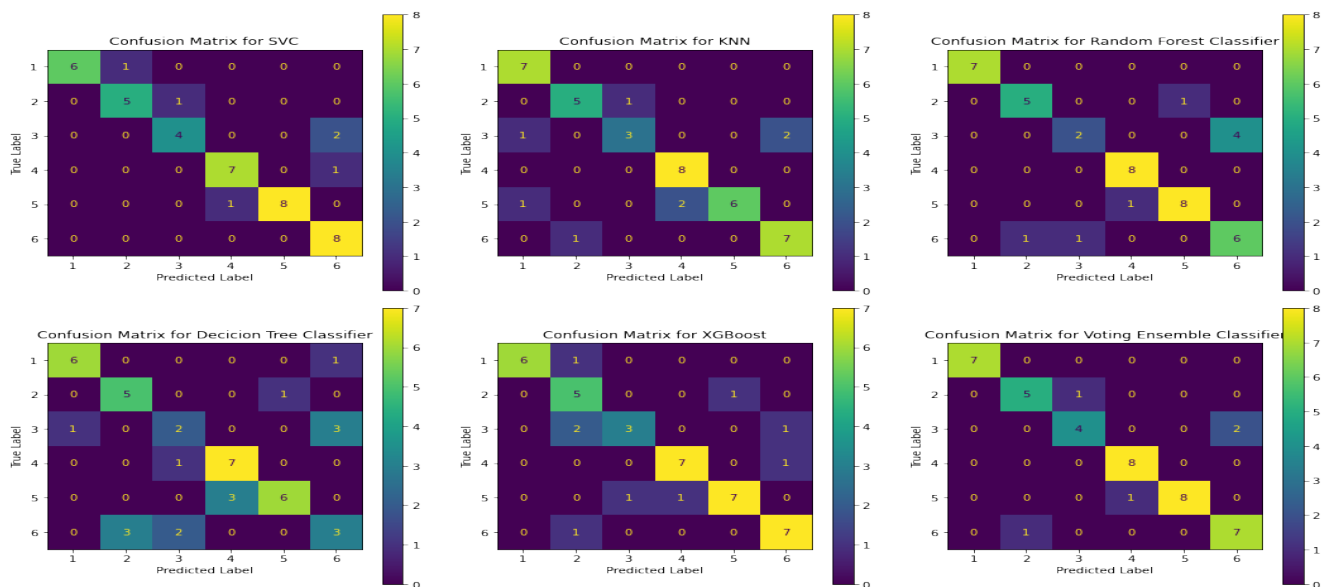 Confusion Matrix for SVC
True Label
1 6 1 0 0 0 0
2 0 5 1 0 0 0
3 0 0 4 0 0 2
4 0 0 0 7 0 1
5 0 0 0 1 8 0
6 0 0 0 0 0 8
1 2 3 4 5 6
Predicted Label
8
7
6
5
4
3
2
1
0
Confusion Matrix for KNN
True Label
1 7 0 0 0 0 0
2 0 5 1 0 0 0
3 1 0 3 0 0 2
4 0 0 0 8 0 0
5 1 0 0 2 6 0
6 0 1 0 0 0 7
1 2 3 4 5 6
Predicted Label
8
7
6
5
4
3
2
1
0
Confusion Matrix for Random Forest Classifier
True Label
1 7 0 0 0 0 0
2 0 5 0 0 1 0
3 0 0 2 0 0 4
4 0 0 0 8 0 0
5 0 0 0 1 8 0
6 0 1 1 0 0 6
1 2 3 4 5 6
Predicted Label
8
7
6
5
4
3
2
1
0
Confusion Matrix for Decicion Tree Classifier
True Label
1 6 0 0 0 0 1
2 0 5 0 0 1 0
3 1 0 2 0 0 3
4 0 0 1 7 0 0
5 0 0 0 3 6 0
6 0 3 2 0 0 3
1 2 3 4 5 6
Predicted Label
7
6
5
4
3
2
1
0
Confusion Matrix for XGBoost
True Label
1 6 1 0 0 0 0
2 0 5 0 0 1 0
3 0 2 3 0 0 1
4 0 0 0 7 0 1
5 0 0 1 1 7 0
6 0 1 0 0 0 7
1 2 3 4 5 6
Predicted Label
7
6
5
4
3
2
1
0
Confusion Matrix for Voting Ensemble Classifier
True Label
1 7 0 0 0 0 0
2 0 5 1 0 0 0
3 0 0 4 0 0 2
4 0 0 0 8 0 0
5 0 0 0 1 8 0
6 0 1 0 0 0 7
1 2 3 4 5 6
Predicted Label
8
7
6
5
4
3
2
1
0